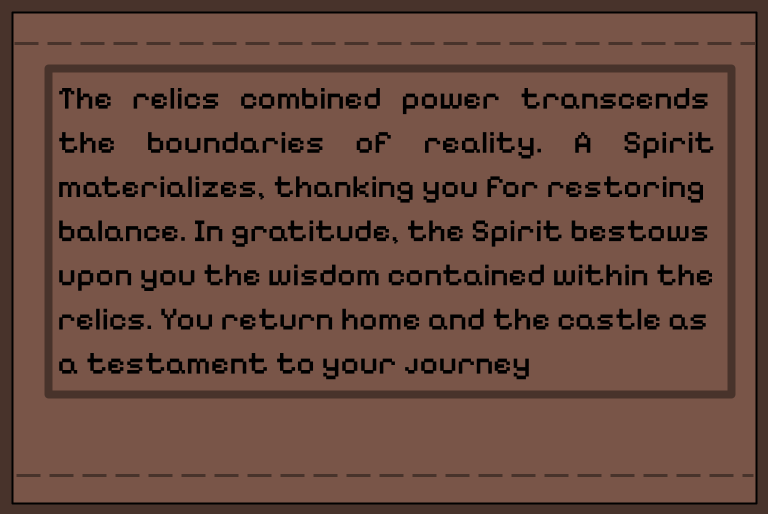 The relics combined power transcends
the boundaries of reality. A Spirit
materializes, thanking you for restoring
balance. In gratitude, the Spirit bestows
upon you the wisdom contained within the
relics. You return home and the castle as
a testament to your journey